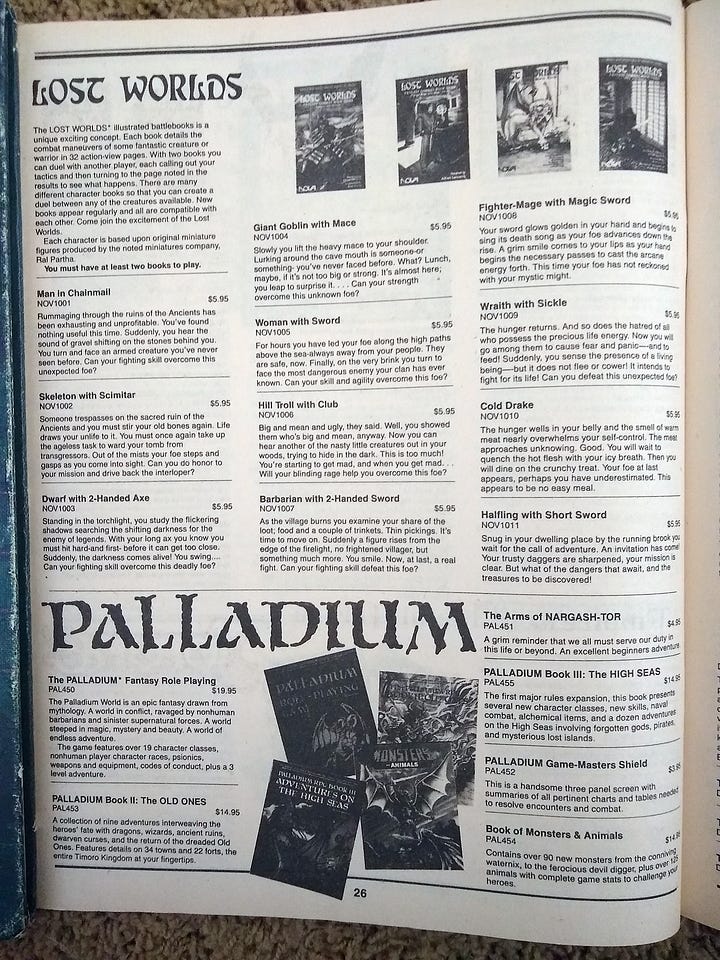 LOST WORLDS
The LOST WORLDS* illustrated battlebooks is a
unique exciting concept. Each book details the
combat maneuvers of some fantastic creature or
warrior in 32 action-view pages. With two books you
can duel with another player, each calling out your
tactics and then turning to the page noted in the
results to see what happens. There are many
different character books so that you can create a
duel between any of the creatures available. New
books appear regularly and all are compatible with
each other. Come join the excitement of the Lost
Worlds.
Each character is based upon original miniature
figures produced by the noted miniatures company,
Ral Partha.
You must have at least two books to play.
Man in Chainmail
NOV1001 $5.95
Rummaging through the ruins of the Ancients has
been exhausting and unprofitable. You've found
nothing useful this time. Suddenly, you hear the
sound of gravel shifting on the stones behind you.
You turn and face an armed creature you've never
seen before. Can your fighting skill overcome this
unexpected foe?
Skeleton with Scimitar
NOV1002 $5.95
Someone trespasses on the sacred ruin of the
Ancients and you must stir your old bones again. Life
draws your unlife to it. You must once again take up
the ageless task to ward your tomb from
transgressors. Out of the mists your foe steps and
gasps as you come into sight. Can you do honor to
your mission and drive back the interloper?
Dwarf with 2-Handed Axe
NOV1003 $5.95
Standing in the torchlight, you study the flickering
shadows searching the shifting darkness for the
enemy of legends. With your long ax you know you
must hit hard-and first- before it can get too close.
Suddenly, the darkness comes alive! You swing....
Can your fighting skill overcome this deadly foe?
LOST WORLDS
NOVA
LOST WORLDS
NOVA
LOST WORLDS
NOVA
LOST WORLDS
NOVA
Giant Goblin with Mace
NOV1004 $5.95
Slowly you lift the heavy mace to your shoulder.
Lurking around the cave mouth is someone-or
something- you've never faced before. What? Lunch,
maybe, if it's not too big or strong. It's almost here;
you leap to surprise it. . . . Can your strength
overcome this unknown foe?
Woman with Sword
NOV1005 $5.95
For hours you have led your foe along the high paths
above the sea-always away from your people. They
are safe, now. Finally, on the very brink you turn to
face the most dangerous enemy your clan has ever
known. Can your skill and agility overcome this foe?
Hill Troll with Club
NOV1006 $5.95
Big and mean and ugly, they said. Well, you showed
them who's big and mean, anyway. Now you can
hear another of the nasty little creatures out in your
woods, trying to hide in the dark. This is too much!
You're starting to get mad, and when you get mad. . .
Will your blinding rage help you overcome this foe?
Barbarian with 2-Handed Sword
NOV1007 $5.95
As the village burns you examine your share of the
loot; food and a couple of trinkets. Thin pickings. It's
time to move on. Suddenly a figure rises from the
edge of the firelight, no frightened villager, but
something much more. You smile. Now, at last, a real
fight. Can your fighting skill defeat this foe?
Fighter-Mage with Magic Sword
NOV1008 $5.95
Your sword glows golden in your hand and begins to
sing its death song as your foe advances down the
rise. A grim smile comes to your lips as your hand
begins the necessary passes to cast the arcane
energy forth. This time your foe has not reckoned
with your mystic might.
Wraith with Sickle
NOV1009 $5.95
The hunger returns. And so does the hatred of all
who possess the precious life energy. Now you will
go among them to cause fear and panic—and to
feed! Suddenly, you sense the presence of a living
being—but it does not flee or cower! It intends to
fight for its life! Can you defeat this unexpected foe?
Cold Drake
NOV1010 $5.95
The hunger wells in your belly and the smell of warm
meat nearly overwhelms your self-control. The meat
approaches unknowing. Good. You will wait to
quench the hot flesh with your icy breath. Then you
will dine on the crunchy treat. Your foe at last
appears, perhaps you have underestimated. This
appears to be no easy meal.
Halfling with Short Sword
NOV1011 $5.95
Snug in your dwelling place by the running brook you
wait for the call of adventure. An invitation has come!
Your trusty daggers are sharpened, your mission is
clear. But what of the dangers that await, and the
treasures to be discovered!
PALLADIUM
The PALLADIUM* Fantasy Role Playing
PAL450 $19.95
The Palladium World is an epic fantasy drawn from
mythology. A world in conflict, ravaged by nonhuman
barbarians and sinister supernatural forces. A world
steeped in magic, mystery and beauty. A world of
endless adventure.
The game features over 19 character classes,
nonhuman player character races, psionics,
weapons and equipment, codes of conduct, plus a 3
level adventure.
PALLADIUM Book II: The OLD ONES
PAL453 $14.95
A collection of nine adventures interweaving the
heroes' fate with dragons, wizards, ancient ruins,
dwarven curses, and the return of the dreaded Old
Ones. Features details on 34 towns and 22 forts, the
entire Timoro Kingdom at your fingertips.
PALLADIUM
ROLE-PLAYING
GAME
MONSTERS
ANIMALS
PALLADIUM RPG BOOK III
ADVENTURES ON
THE HIGH SEAS
The Arms of NARGASH-TOR
PAL451 $4.95
A grim reminder that we all must serve our duty in
this life or beyond. An excellent beginners adventure.
PALLADIUM Book III: The HIGH SEAS
PAL455 $14.95
The first major rules expansion, this book presents
several new character classes, new skills, naval
combat, alchemical items, and a dozen adventures
on the High Seas involving forgotten gods, pirates,
and mysterious lost islands.
PALLADIUM Game-Masters Shield
PAL452 $3.95
This is a handsome three panel screen with
summaries of all pertinent charts and tables needed
to resolve encounters and combat.
Book of Monsters & Animals
PAL454 $14.95
Contains over 90 new monsters from the conniving
waternix, to the ferocious devil digger, plus over 125
animals with complete game stats to challenge your
heroes.
26